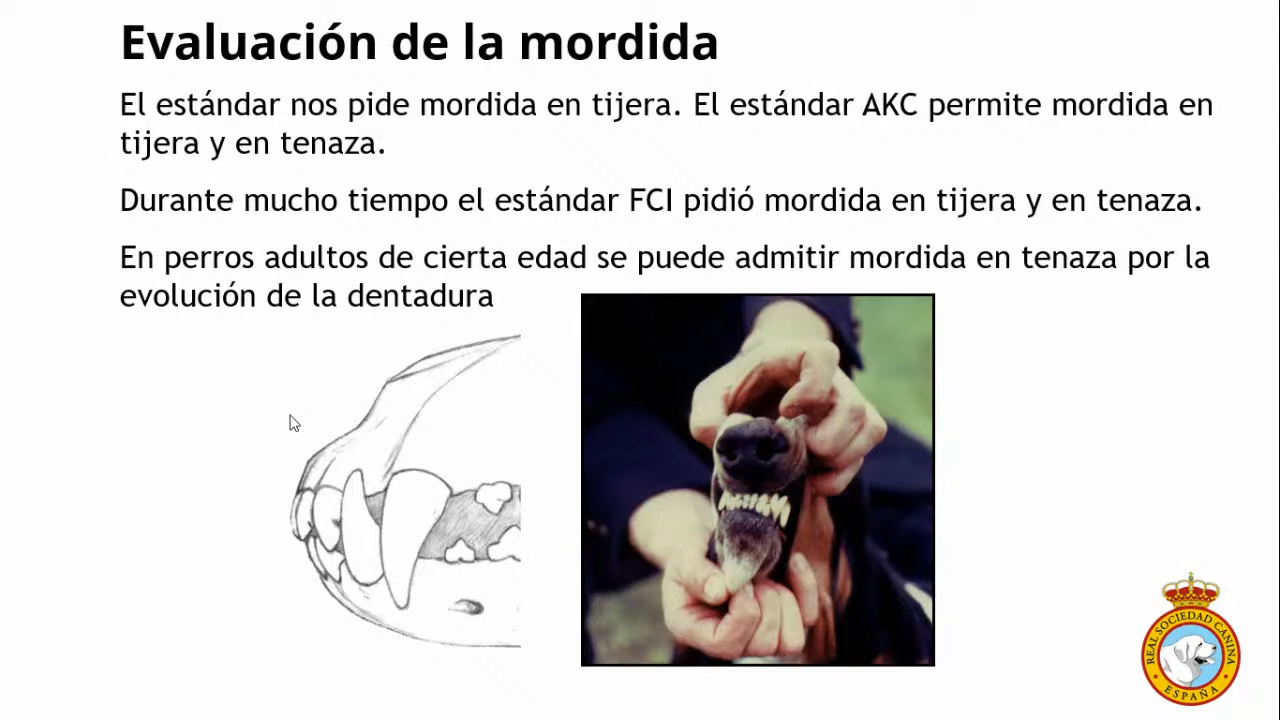 Evaluación de la mordida
El estándar nos pide mordida en tijera. El estándar AKC permite mordida en
tijera y en tenaza.
Durante mucho tiempo el estándar FCI pidió mordida en tijera y en tenaza.
En perros adultos de cierta edad se puede admitir mordida en tenaza por la
evolución de la dentadura
REAL SOCIEDAD CANINA
ESPAÑA